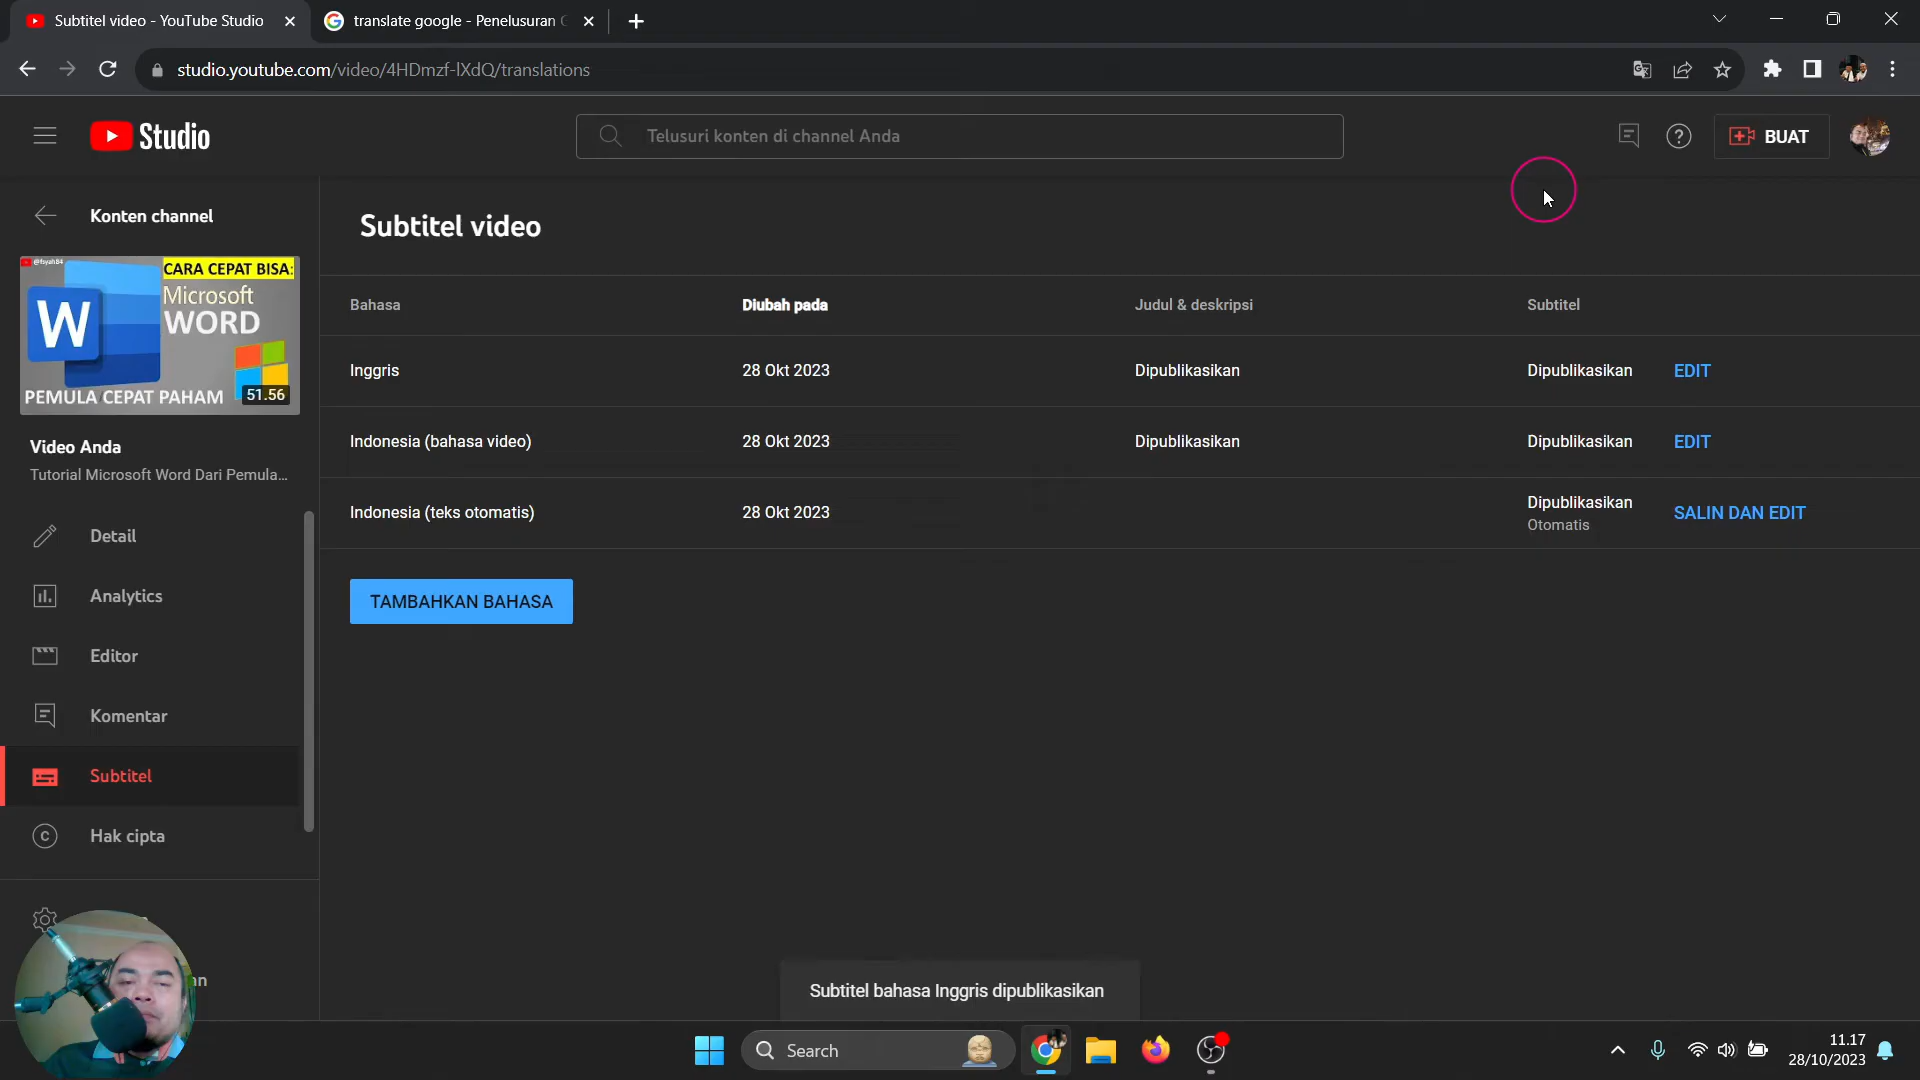 Subtitel video - YouTube Studio
translate google - Penelusuran
studio.youtube.com/video/4HDmzf-lXdQ/translations
Studio
Telusuri konten di channel Anda
BUAT
Konten channel
Subtitel video
@fsyah84
CARA CEPAT BISA:
Microsoft
WORD
W
PEMULA CEPAT PAHAM
51.56
Video Anda
Tutorial Microsoft Word Dari Pemula...
Detail
Analytics
Editor
Komentar
Subtitel
Hak cipta
Bahasa Diubah pada Judul & deskripsi Subtitel
Inggris 28 Okt 2023 Dipublikasikan Dipublikasikan EDIT
Indonesia (bahasa video) 28 Okt 2023 Dipublikasikan Dipublikasikan EDIT
Indonesia (teks otomatis) 28 Okt 2023 Dipublikasikan SALIN DAN EDIT
Otomatis
TAMBAHKAN BAHASA
Subtitel bahasa Inggris dipublikasikan
Search
11.17
28/10/2023